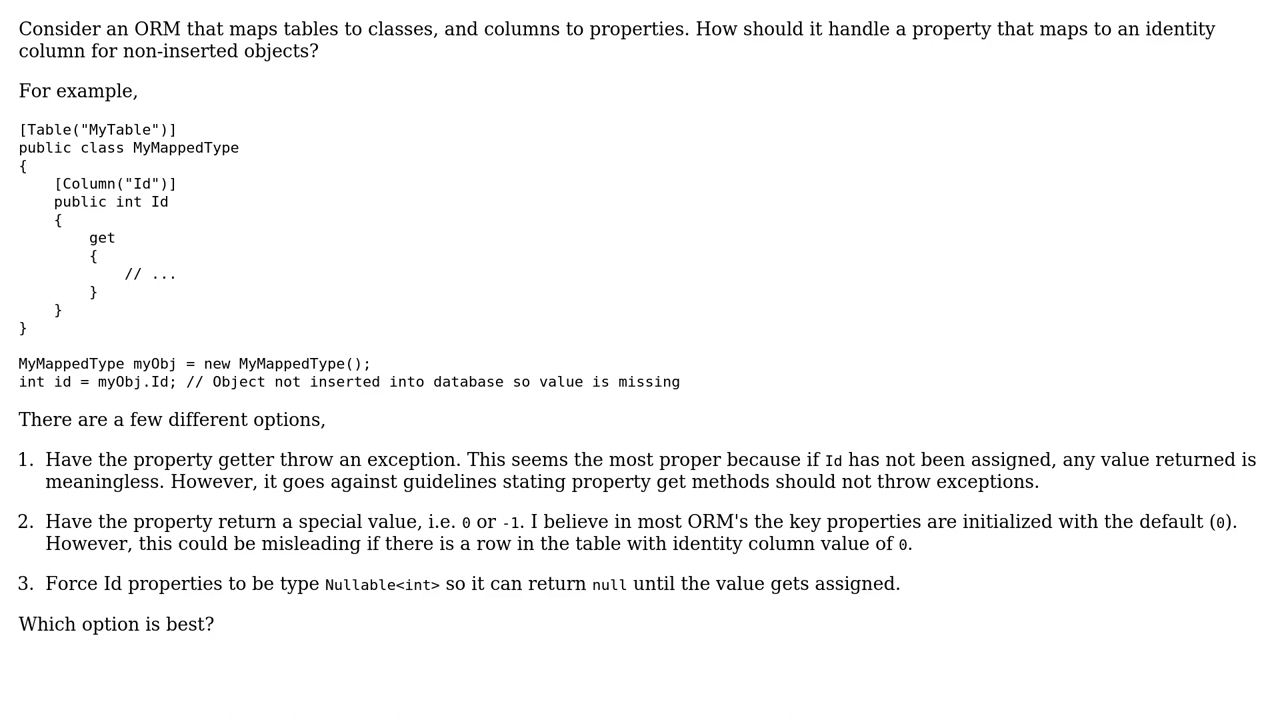 Consider an ORM that maps tables to classes, and columns to properties. How should it handle a property that maps to an identity
column for non-inserted objects?
For example,
[Table("MyTable")]
public class MyMappedType
{
    [Column("Id")]
    public int Id
    {
        get
        {
            // ...
        }
    }
}
MyMappedType myObj = new MyMappedType();
int id = myObj.Id; // Object not inserted into database so value is missing
There are a few different options,
1. Have the property getter throw an exception. This seems the most proper because if Id has not been assigned, any value returned is
meaningless. However, it goes against guidelines stating property get methods should not throw exceptions.
2. Have the property return a special value, i.e. 0 or -1. I believe in most ORM's the key properties are initialized with the default (0).
However, this could be misleading if there is a row in the table with identity column value of 0.
3. Force Id properties to be type Nullable<int> so it can return null until the value gets assigned.
Which option is best?